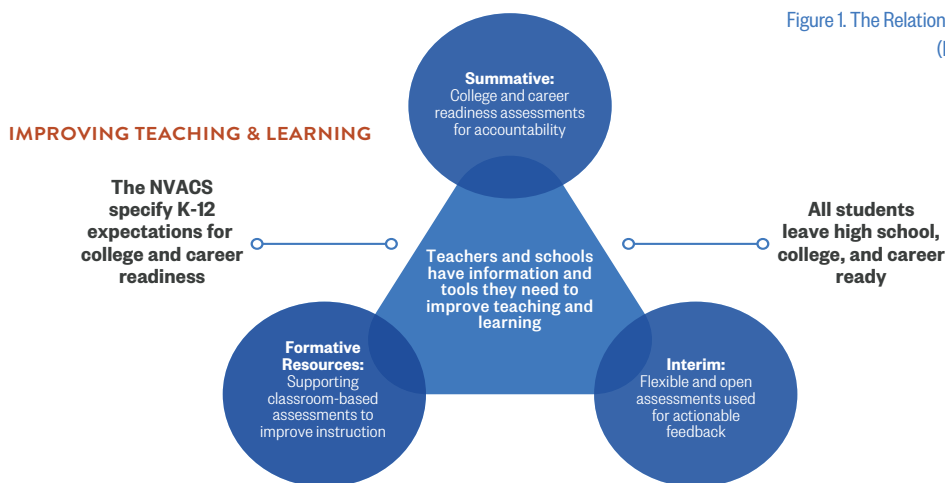 Figure 1. The Relation
(
Summative:
College and career
readiness assessments
for accountability
IMPROVING TEACHING & LEARNING
The NVACS
specify K-12
expectations for
college and career
readiness
Teachers and schools
have information and
tools they need to
improve teaching and
learning
All students
leave high school,
college, and career
ready
Formative
Resources:
Supporting
classroom-based
assessments to
improve instruction
Interim:
Flexible and open
assessments used
for actionable
feedback